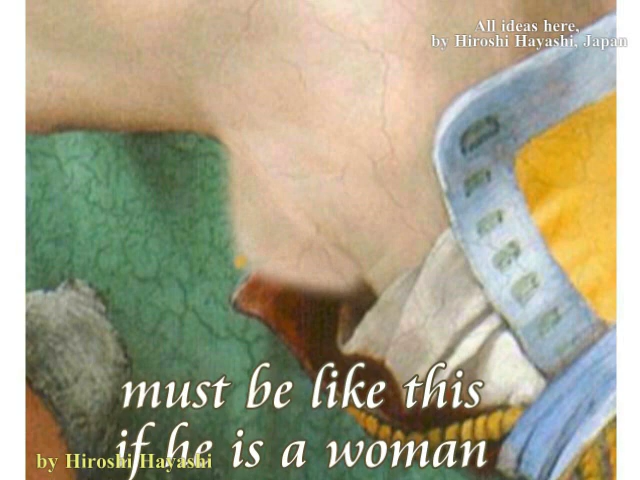 All ideas here,
by Hiroshi Hayashi, Japan
must be like this
if he is a woman
by Hiroshi Hayashi